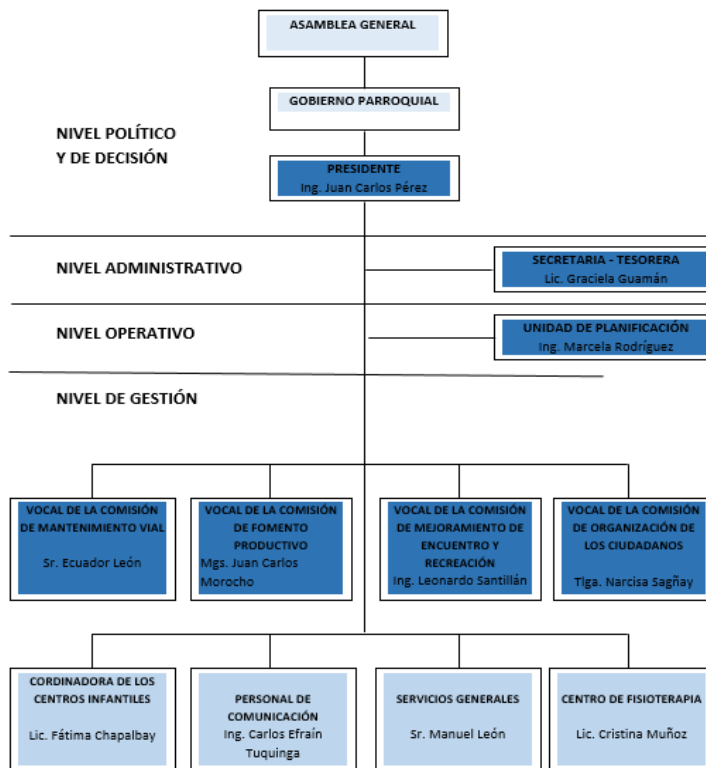 ASAMBLEA GENERAL
GOBIERNO PARROQUIAL
NIVEL POLÍTICO
Y DE DECISIÓN
PRESIDENTE
Ing. Juan Carlos Pérez
NIVEL ADMINISTRATIVO
SECRETARIA - TESORERA
Lic. Graciela Guamán
NIVEL OPERATIVO
UNIDAD DE PLANIFICACIÓN
Ing. Marcela Rodríguez
NIVEL DE GESTIÓN
VOCAL DE LA COMISIÓN
DE MANTENIMIENTO VIAL
Sr. Ecuador León
VOCAL DE LA COMISIÓN
DE FOMENTO
PRODUCTIVO
Mgs. Juan Carlos
Morocho
VOCAL DE LA COMISIÓN
DE MEJORAMIENTO DE
ENCUENTRO Y
RECREACIÓN
Ing. Leonardo Santillán
VOCAL DE LA COMISIÓN
DE ORGANIZACIÓN DE
LOS CIUDADANOS
Tlga. Narcisa Sagñay
CORDINADORA DE LOS
CENTROS INFANTILES
Lic. Fátima Chapalbay
PERSONAL DE
COMUNICACIÓN
Ing. Carlos Efraín
Tuquinga
SERVICIOS GENERALES
Sr. Manuel León
CENTRO DE FISIOTERAPIA
Lic. Cristina Muñoz